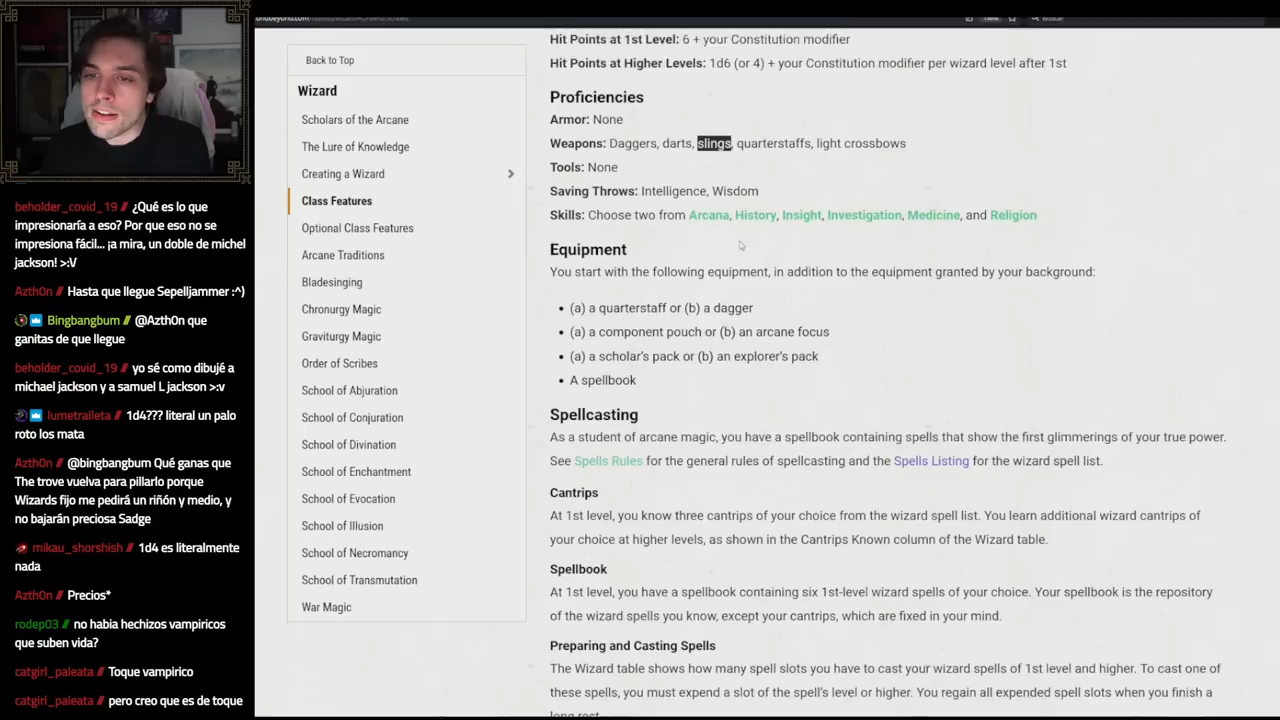 beholder_covid_19 // ¿Qué es lo que
impresionaría a eso? Por que eso no se
impresiona fácil... ¡a mira, un doble de michel
jackson! >:V
Azth0n // Hasta que llegue Sepelljammer :^)
Bingbangbum // @Azth0n que
ganitas de que llegue
beholder_covid_19 // yo sé como dibujé a
michael jackson y a samuel L jackson >:v
lumetralleta // 1d4??? literal un palo
roto los mata
Azth0n // @bingbangbum Qué ganas que
The trove vuelva para pillarlo porque
Wizards fijo me pedirá un riñón y medio, y
no bajarán preciosa Sadge
mikau_shorshish // 1d4 es literalmente
nada
Azth0n // Precios*
rodep03 // no habia hechizos vampiricos
que suben vida?
catgirl_paleata // Toque vampirico
catgirl_paleata // pero creo que es de toque
Back to Top
Wizard
Scholars of the Arcane
The Lure of Knowledge
Creating a Wizard
Class Features
Optional Class Features
Arcane Traditions
Bladesinging
Chronurgy Magic
Graviturgy Magic
Order of Scribes
School of Abjuration
School of Conjuration
School of Divination
School of Enchantment
School of Evocation
School of Illusion
School of Necromancy
School of Transmutation
War Magic
Hit Points at 1st Level: 6 + your Constitution modifier
Hit Points at Higher Levels: 1d6 (or 4) + your Constitution modifier per wizard level after 1st
Proficiencies
Armor: None
Weapons: Daggers, darts, slings, quarterstaffs, light crossbows
Tools: None
Saving Throws: Intelligence, Wisdom
Skills: Choose two from Arcana, History, Insight, Investigation, Medicine, and Religion
Equipment
You start with the following equipment, in addition to the equipment granted by your background:
• (a) a quarterstaff or (b) a dagger
• (a) a component pouch or (b) an arcane focus
• (a) a scholar's pack or (b) an explorer's pack
• A spellbook
Spellcasting
As a student of arcane magic, you have a spellbook containing spells that show the first glimmerings of your true power.
See Spells Rules for the general rules of spellcasting and the Spells Listing for the wizard spell list.
Cantrips
At 1st level, you know three cantrips of your choice from the wizard spell list. You learn additional wizard cantrips of
your choice at higher levels, as shown in the Cantrips Known column of the Wizard table.
Spellbook
At 1st level, you have a spellbook containing six 1st-level wizard spells of your choice. Your spellbook is the repository
of the wizard spells you know, except your cantrips, which are fixed in your mind.
Preparing and Casting Spells
The Wizard table shows how many spell slots you have to cast your wizard spells of 1st level and higher. To cast one of
these spells, you must expend a slot of the spell's level or higher. You regain all expended spell slots when you finish a
long rest.